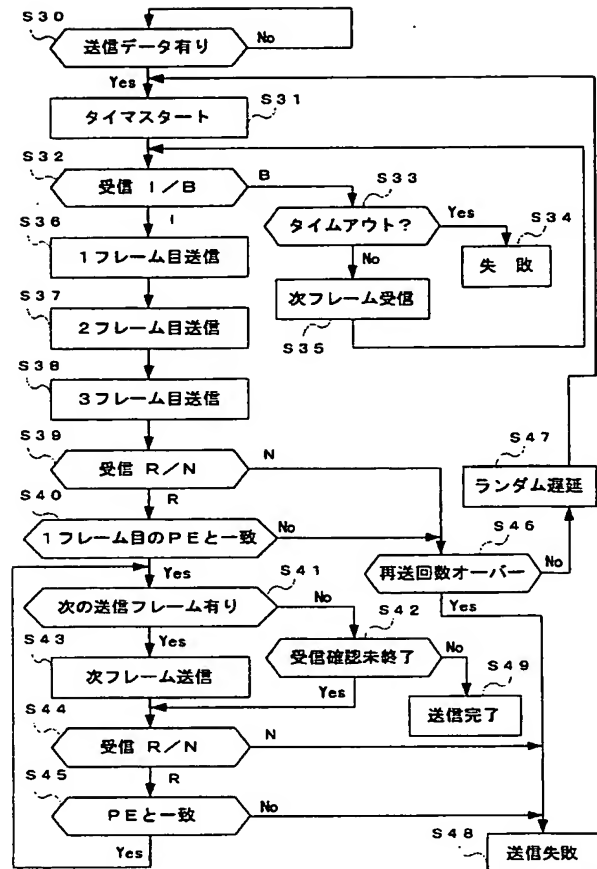 S30
送信データ有り
No
Yes
S31
タイマスタート
S32
受信 I/B
B
I
S33
タイムアウト?
Yes
No
S34
失 敗
S35
次フレーム受信
S36
1フレーム目送信
S37
2フレーム目送信
S38
3フレーム目送信
S39
受信 R/N
N
R
S40
1フレーム目のPEと一致
No
Yes
S47
ランダム遅延
S46
再送回数オーバー
No
Yes
S41
次の送信フレーム有り
No
Yes
S42
受信確認未終了
No
Yes
S43
次フレーム送信
S49
送信完了
S44
受信 R/N
N
R
S45
PEと一致
No
Yes
S48
送信失敗